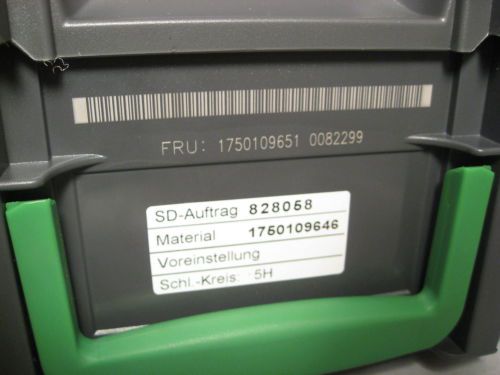 FRU: 1750109651 0082299
SD-Auftrag 828058
Material 1750109646
Voreinstellung
Schl.-Kreis: 5H